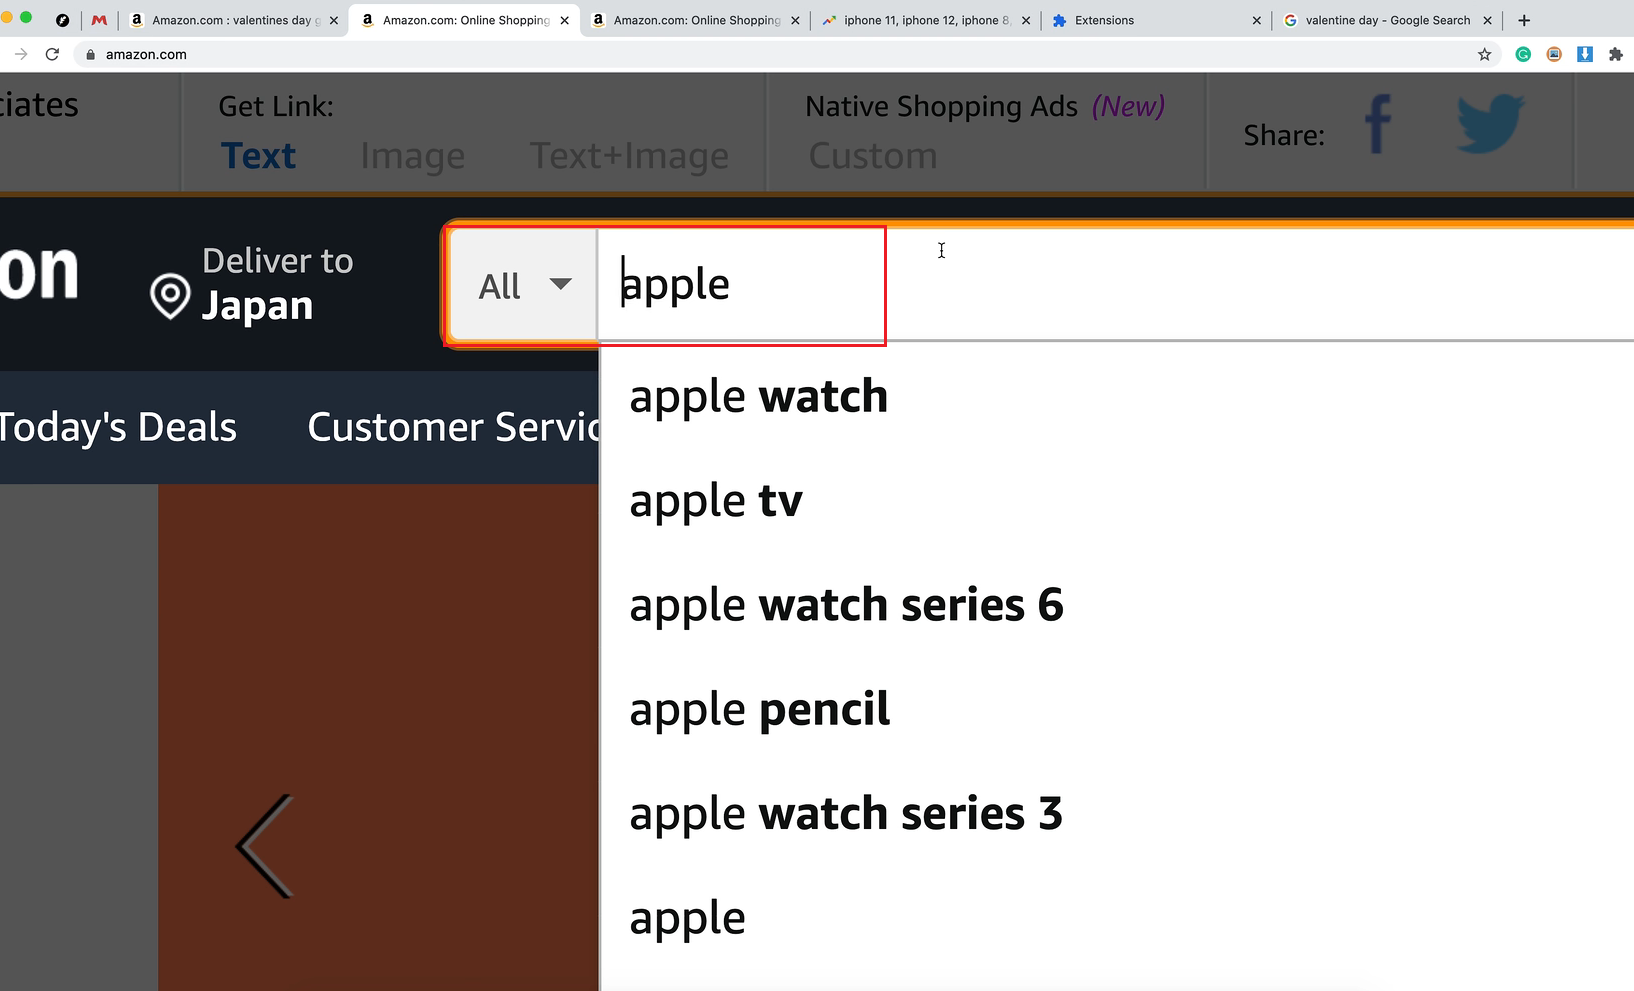 Amazon.com : valentines day g
Amazon.com: Online Shopping
Amazon.com: Online Shopping
iphone 11, iphone 12, iphone 8,
Extensions
valentine day - Google Search
amazon.com
ciates
Get Link:
Text
Image
Text+Image
Native Shopping Ads (New)
Custom
Share:
on
Deliver to
Japan
All
apple
Today's Deals
Customer Servic
apple watch
apple tv
apple watch series 6
apple pencil
apple watch series 3
apple